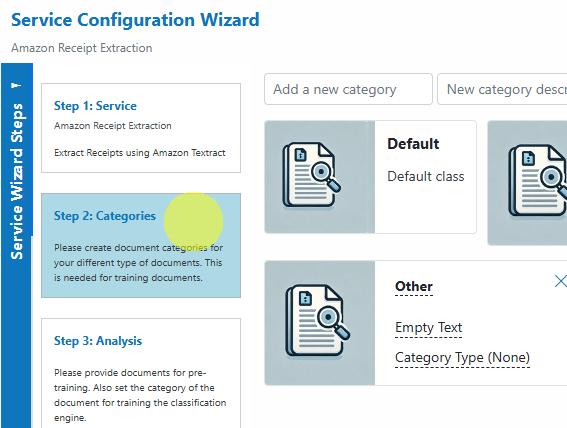 Service Configuration Wizard
Amazon Receipt Extraction
Service Wizard Steps
Step 1: Service
Amazon Receipt Extraction
Extract Receipts using Amazon Textract
Step 2: Categories
Please create document categories for
your different type of documents. This
is needed for training documents.
Step 3: Analysis
Please provide documents for pre-
training. Also set the category of the
document for training the classification
engine.
Add a new category
New category descr
Default
Default class
Other
Empty Text
Category Type (None)